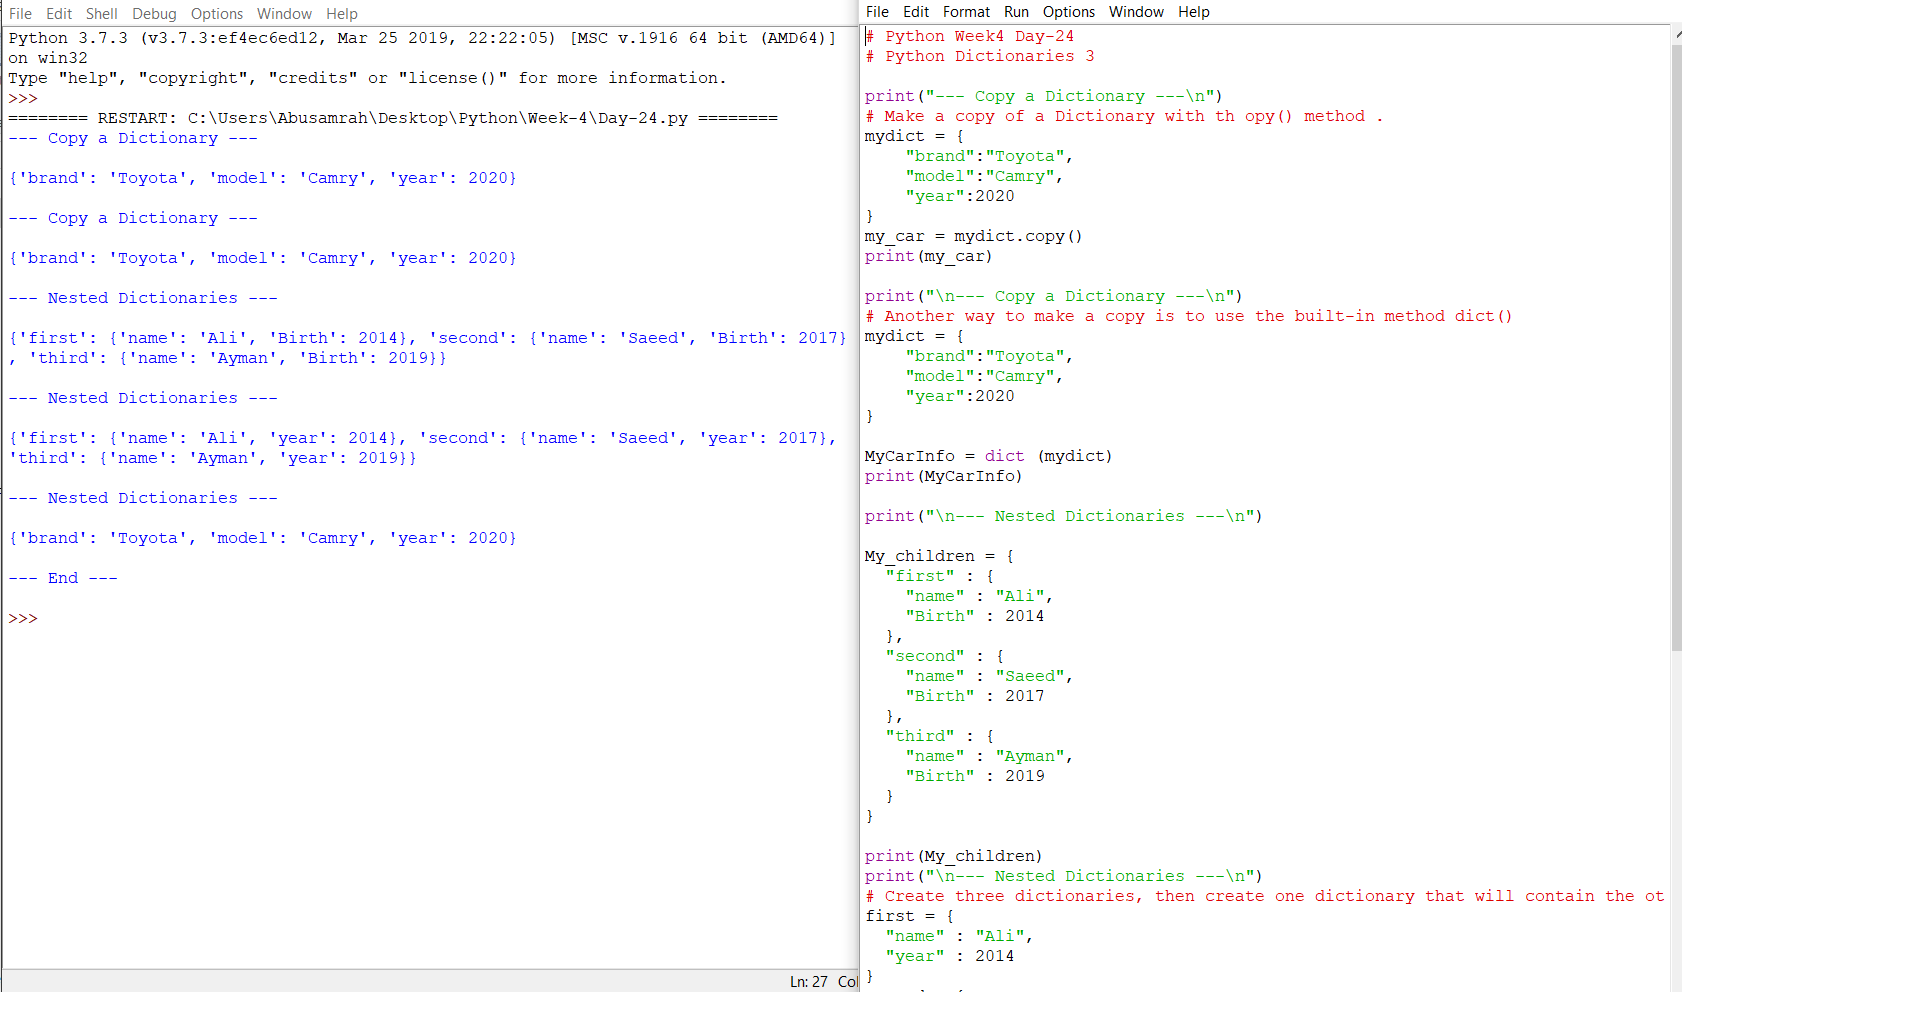 File Edit Shell Debug Options Window Help
Python 3.7.3 (v3.7.3:ef4ec6ed12, Mar 25 2019, 22:22:05) [MSC v.1916 64 bit (AMD64)]
on win32
Type "help", "copyright", "credits" or "license()" for more information.
>>>
======== RESTART: C:\Users\Abusamrah\Desktop\Python\Week-4\Day-24.py ========
--- Copy a Dictionary ---
{'brand': 'Toyota', 'model': 'Camry', 'year': 2020}
--- Copy a Dictionary ---
{'brand': 'Toyota', 'model': 'Camry', 'year': 2020}
--- Nested Dictionaries ---
{'first': {'name': 'Ali', 'Birth': 2014}, 'second': {'name': 'Saeed', 'Birth': 2017}
, 'third': {'name': 'Ayman', 'Birth': 2019}}
--- Nested Dictionaries ---
{'first': {'name': 'Ali', 'year': 2014}, 'second': {'name': 'Saeed', 'year': 2017},
'third': {'name': 'Ayman', 'year': 2019}}
--- Nested Dictionaries ---
{'brand': 'Toyota', 'model': 'Camry', 'year': 2020}
--- End ---
>>>
Ln: 27 Col
File Edit Format Run Options Window Help
# Python Week4 Day-24
# Python Dictionaries 3
print("--- Copy a Dictionary ---\n")
# Make a copy of a Dictionary with th opy() method .
mydict = {
    "brand":"Toyota",
    "model":"Camry",
    "year":2020
}
my_car = mydict.copy()
print(my_car)
print("\n--- Copy a Dictionary ---\n")
# Another way to make a copy is to use the built-in method dict()
mydict = {
    "brand":"Toyota",
    "model":"Camry",
    "year":2020
}
MyCarInfo = dict (mydict)
print(MyCarInfo)
print("\n--- Nested Dictionaries ---\n")
My_children = {
  "first" : {
    "name" : "Ali",
    "Birth" : 2014
  },
  "second" : {
    "name" : "Saeed",
    "Birth" : 2017
  },
  "third" : {
    "name" : "Ayman",
    "Birth" : 2019
  }
}
print(My_children)
print("\n--- Nested Dictionaries ---\n")
# Create three dictionaries, then create one dictionary that will contain the ot
first = {
  "name" : "Ali",
  "year" : 2014
}